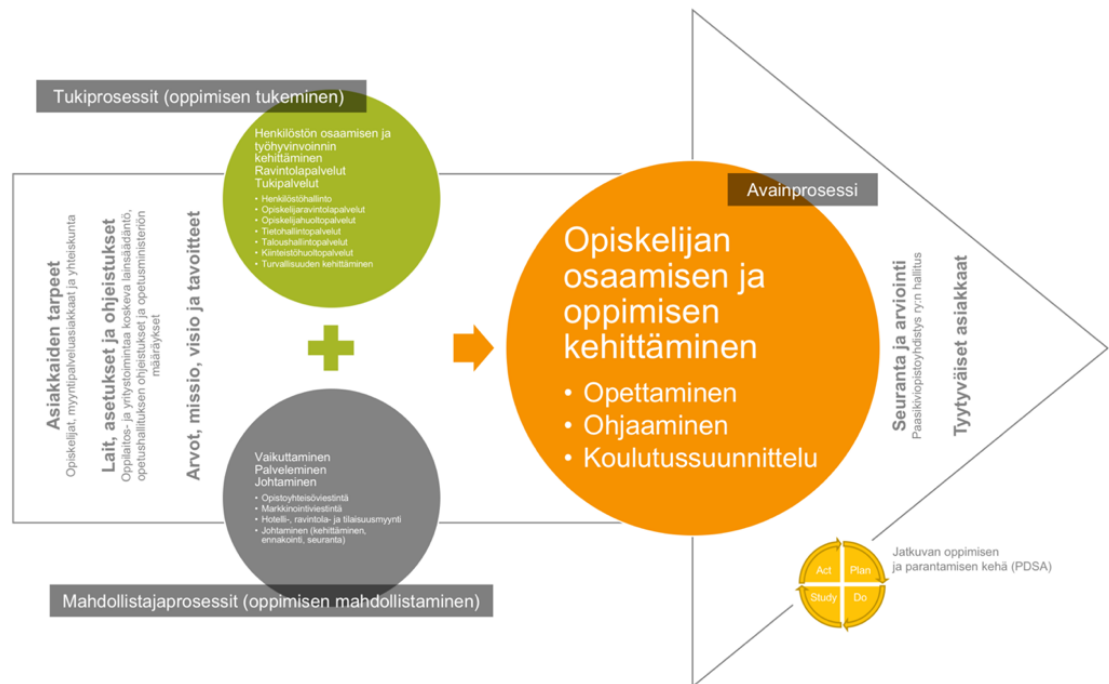 Tukiprosessit (oppimisen tukeminen)
Henkilöstön osaamisen ja
työhyvinvoinnin
kehittäminen
Ravintolapalvelut
Tukipalvelut
• Henkilöstöhallinto
• Opiskelijaravintolapalvelut
• Opiskelijahuoltopalvelut
• Tietohallintopalvelut
• Taloushallintopalvelut
• Kiinteistöhuoltopalvelut
• Turvallisuuden kehittäminen
Asiakkaiden tarpeet
Opiskelijat, myyntipalveluasiakkaat ja yhteiskunta
Lait, asetukset ja ohjeistukset
Oppilaitos- ja yritystoimintaa koskeva lainsäädäntö,
opetushallituksen ohjeistukset ja opetusministeriön
määräykset
Arvot, missio, visio ja tavoitteet
Vaikuttaminen
Palveleminen
Johtaminen
• Opistoyhteisöviestintä
• Markkinointiviestintä
• Hotelli-, ravintola- ja tilaisuusmyynti
• Johtaminen (kehittäminen,
ennakointi, seuranta)
Mahdollistajaprosessit (oppimisen mahdollistaminen)
Avainprosessi
Opiskelijan
osaamisen ja
oppimisen
kehittäminen
• Opettaminen
• Ohjaaminen
• Koulutussuunnittelu
Seuranta ja arviointi
Paasikiviopistoyhdistys ry:n hallitus
Tyytyväiset asiakkaat
Act
Plan
Study
Do
Jatkuvan oppimisen
ja parantamisen kehä (PDSA)